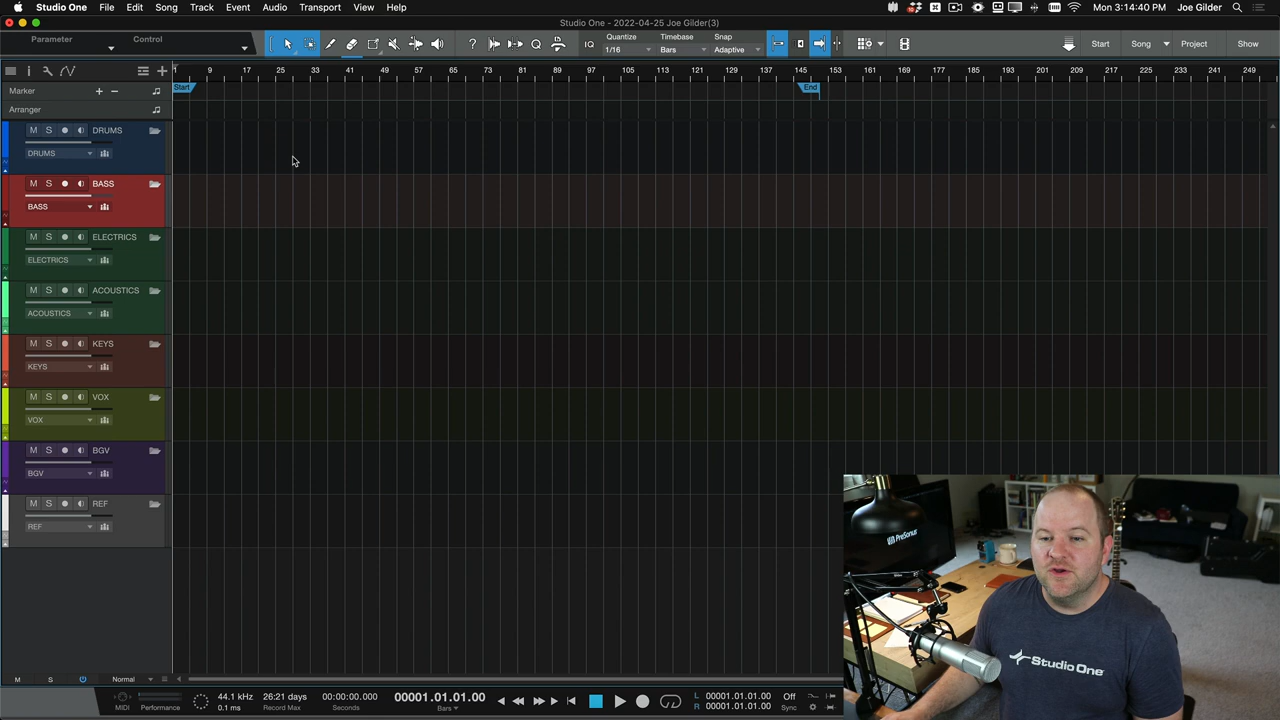 Studio One File Edit Song Track Event Audio Transport View Help Mon 3:14:40 PM Joe Gilder
Studio One - 2022-04-25 Joe Gilder(3)
Parameter Control IQ Quantize 1/16 Timebase Bars Snap Adaptive Start Song Project Show
1 9 17 25 33 41 49 57 65 73 81 89 97 105 113 121 129 137 145 153 161 169 177 185 193 201 209 217 225 233 241 249
Marker Start End
Arranger
M S DRUMS
DRUMS
M S BASS
BASS
M S ELECTRICS
ELECTRICS
M S ACOUSTICS
ACOUSTICS
M S KEYS
KEYS
M S VOX
VOX
M S BGV
BGV
M S REF
REF
PreSonus
Studio One
M S Normal
MIDI Performance
44.1 kHz
0.1 ms
26:21 days
Record Max
00:00:00.000
Seconds
00001.01.01.00
Bars
L 00001.01.01.00
R 00001.01.01.00
Off
Sync